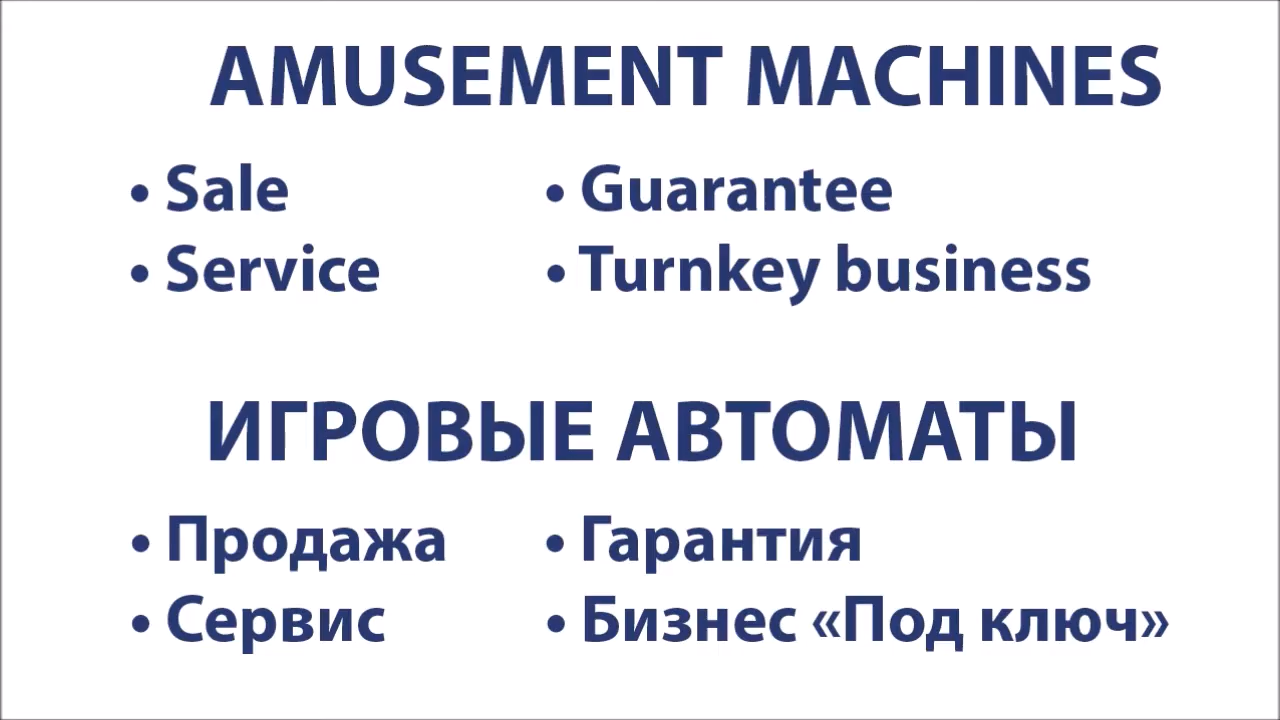 AMUSEMENT MACHINES
• Sale • Guarantee
• Service • Turnkey business
ИГРОВЫЕ АВТОМАТЫ
• Продажа • Гарантия
• Сервис • Бизнес «Под ключ»